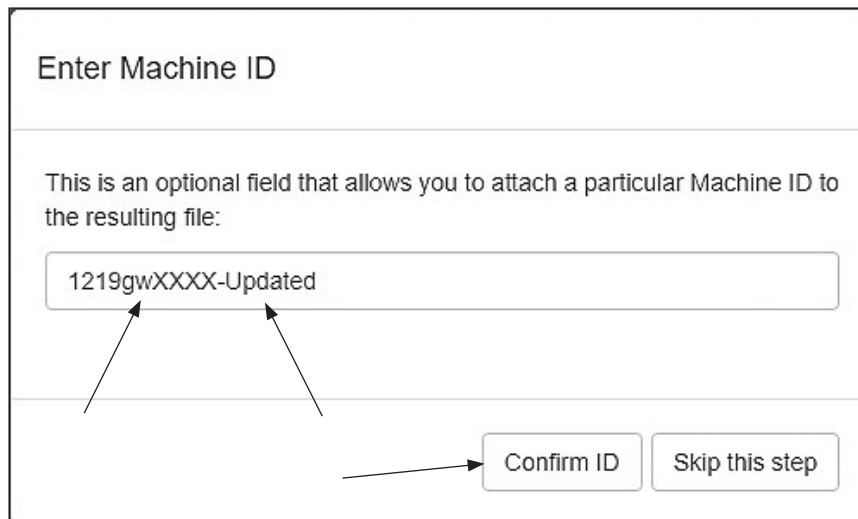 Enter Machine ID
This is an optional field that allows you to attach a particular Machine ID to
the resulting file:
1219gwXXXX-Updated
Confirm ID
Skip this step